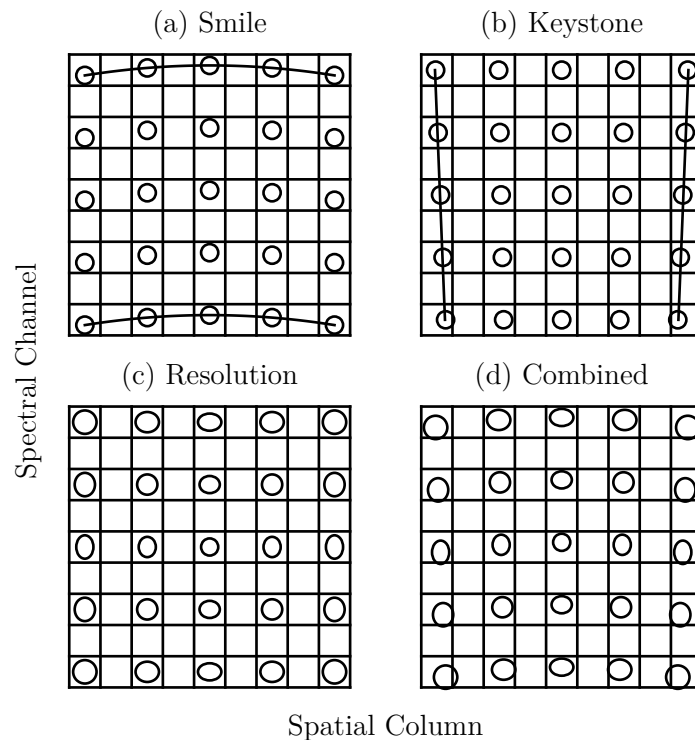 (a) Smile
(b) Keystone
(c) Resolution
(d) Combined
Spectral Channel
Spatial Column